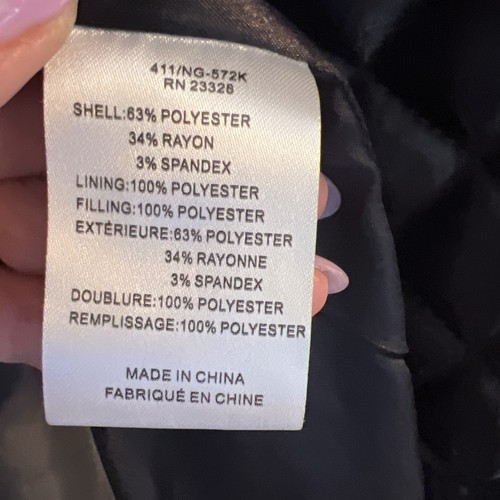 411/NG-572K
RN 23326
SHELL:63% POLYESTER
34% RAYON
3% SPANDEX
LINING:100% POLYESTER
FILLING:100% POLYESTER
EXTÉRIEURE:63% POLYESTER
34% RAYONNE
3% SPANDEX
DOUBLURE:100% POLYESTER
REMPLISSAGE:100% POLYESTER
MADE IN CHINA
FABRIQUÉ EN CHINE